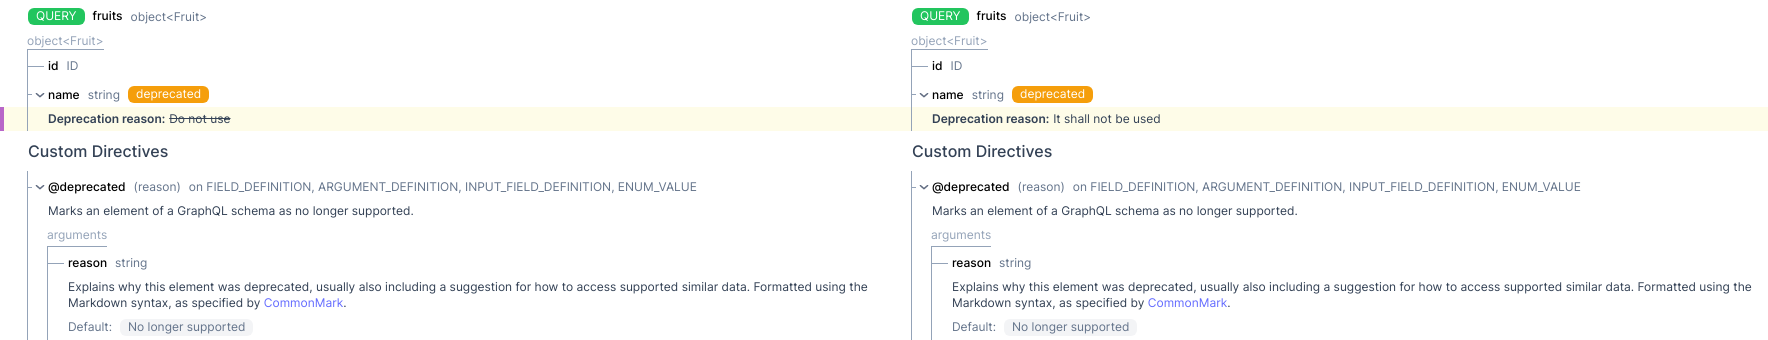 QUERY fruits object<Fruit>
object<Fruit>
id ID
name string deprecated
Deprecation reason: Do not use
Custom Directives
@deprecated (reason) on FIELD_DEFINITION, ARGUMENT_DEFINITION, INPUT_FIELD_DEFINITION, ENUM_VALUE
Marks an element of a GraphQL schema as no longer supported.
arguments
reason string
Explains why this element was deprecated, usually also including a suggestion for how to access supported similar data. Formatted using the
Markdown syntax, as specified by CommonMark.
Default: No longer supported
QUERY fruits object<Fruit>
object<Fruit>
id ID
name string deprecated
Deprecation reason: It shall not be used
Custom Directives
@deprecated (reason) on FIELD_DEFINITION, ARGUMENT_DEFINITION, INPUT_FIELD_DEFINITION, ENUM_VALUE
Marks an element of a GraphQL schema as no longer supported.
arguments
reason string
Explains why this element was deprecated, usually also including a suggestion for how to access supported similar data. Formatted using the
Markdown syntax, as specified by CommonMark.
Default: No longer supported